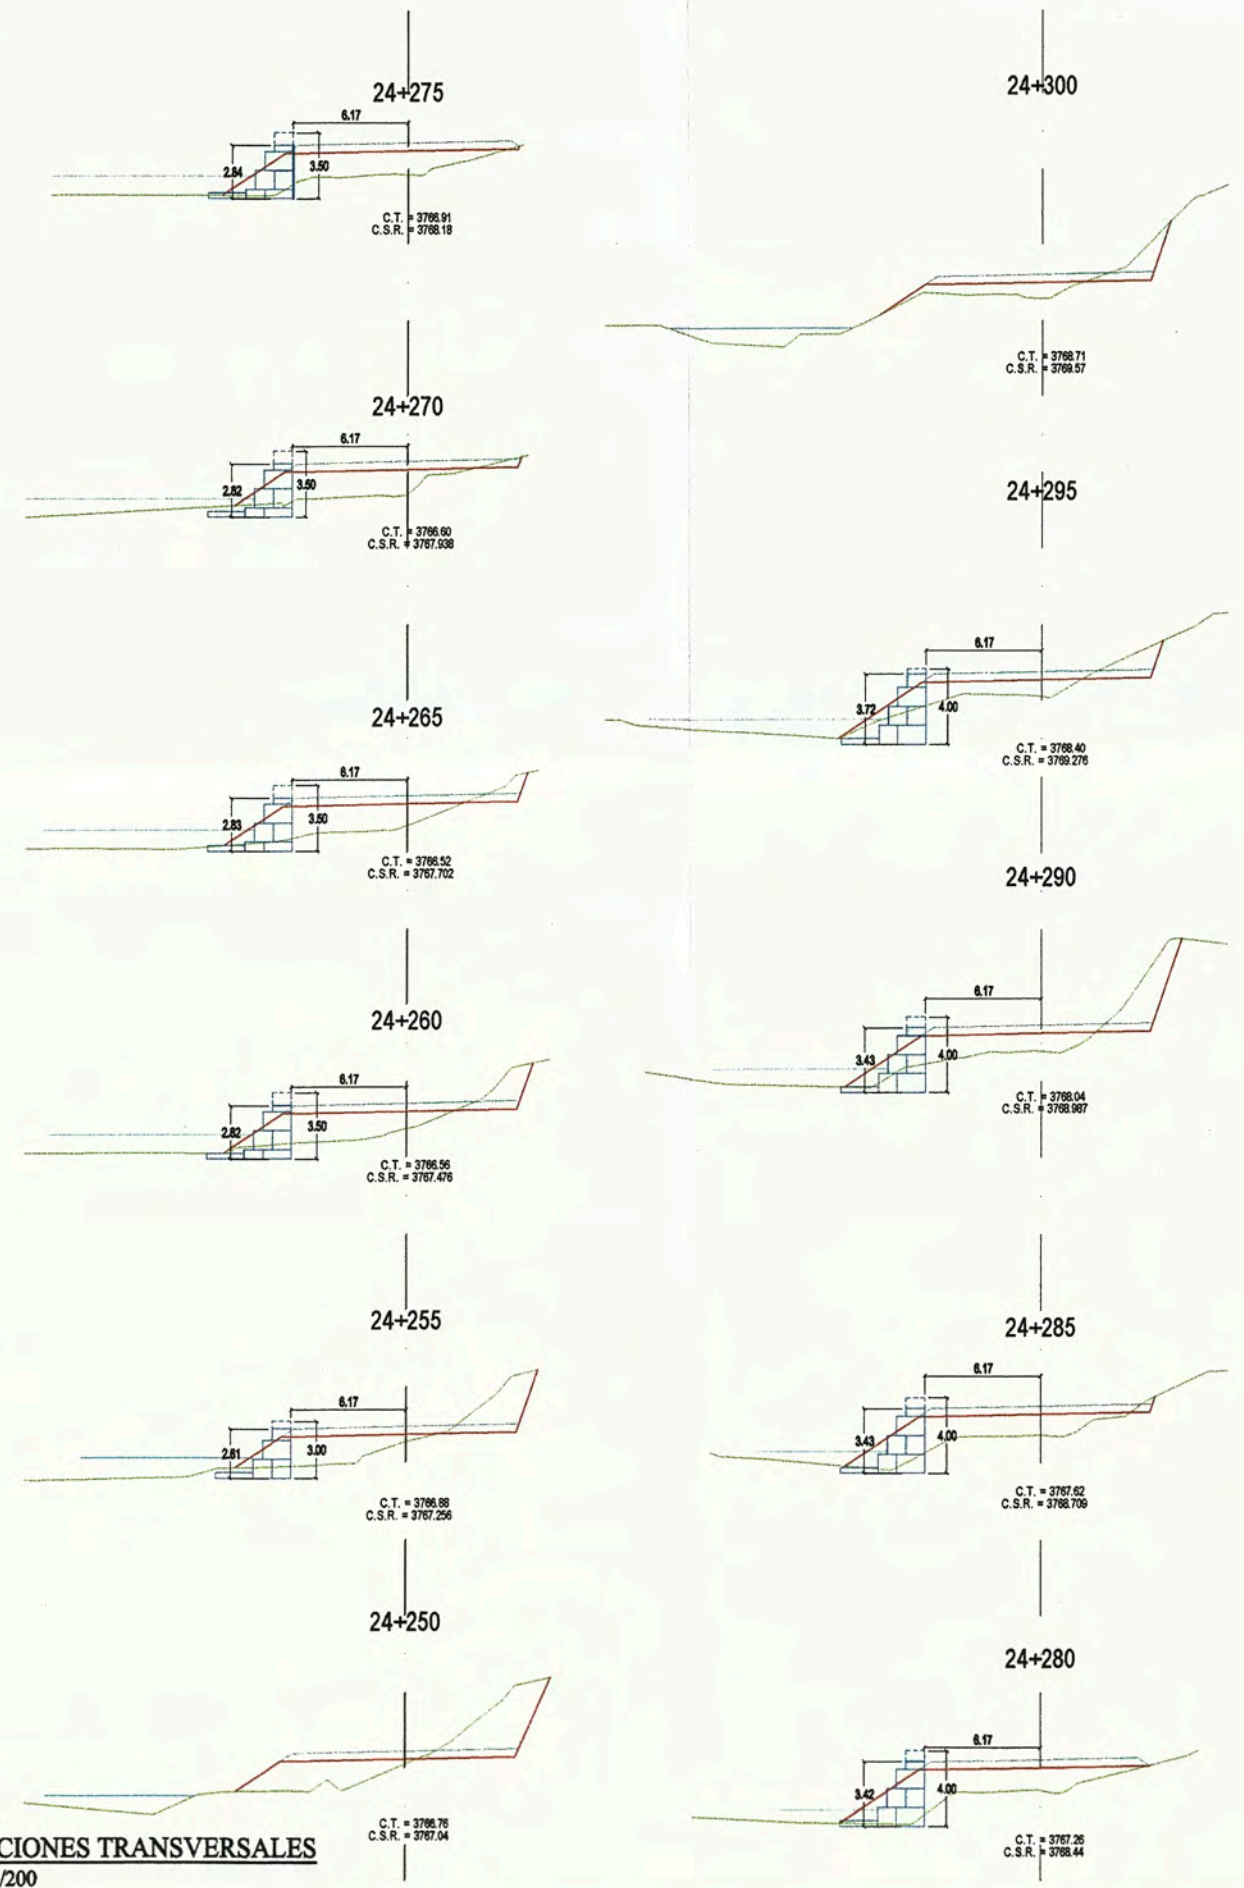 24+275
6.17
2.84
3.50
C.T. = 3766.91
C.S.R. = 3768.18
24+270
6.17
2.82
3.50
C.T. = 3766.60
C.S.R. = 3767.938
24+265
6.17
2.83
3.50
C.T. = 3766.52
C.S.R. = 3767.702
24+260
6.17
2.82
3.50
C.T. = 3766.56
C.S.R. = 3767.476
24+255
6.17
2.61
3.00
C.T. = 3766.88
C.S.R. = 3767.256
24+250
C.T. = 3766.76
C.S.R. = 3767.04
CIONES TRANSVERSALES
/200
24+300
C.T. = 3768.71
C.S.R. = 3769.57
24+295
6.17
3.72
4.00
C.T. = 3768.40
C.S.R. = 3769.276
24+290
6.17
3.43
4.00
C.T. = 3768.04
C.S.R. = 3768.987
24+285
6.17
3.43
4.00
C.T. = 3767.62
C.S.R. = 3768.709
24+280
6.17
3.42
4.00
C.T. = 3767.26
C.S.R. = 3768.44